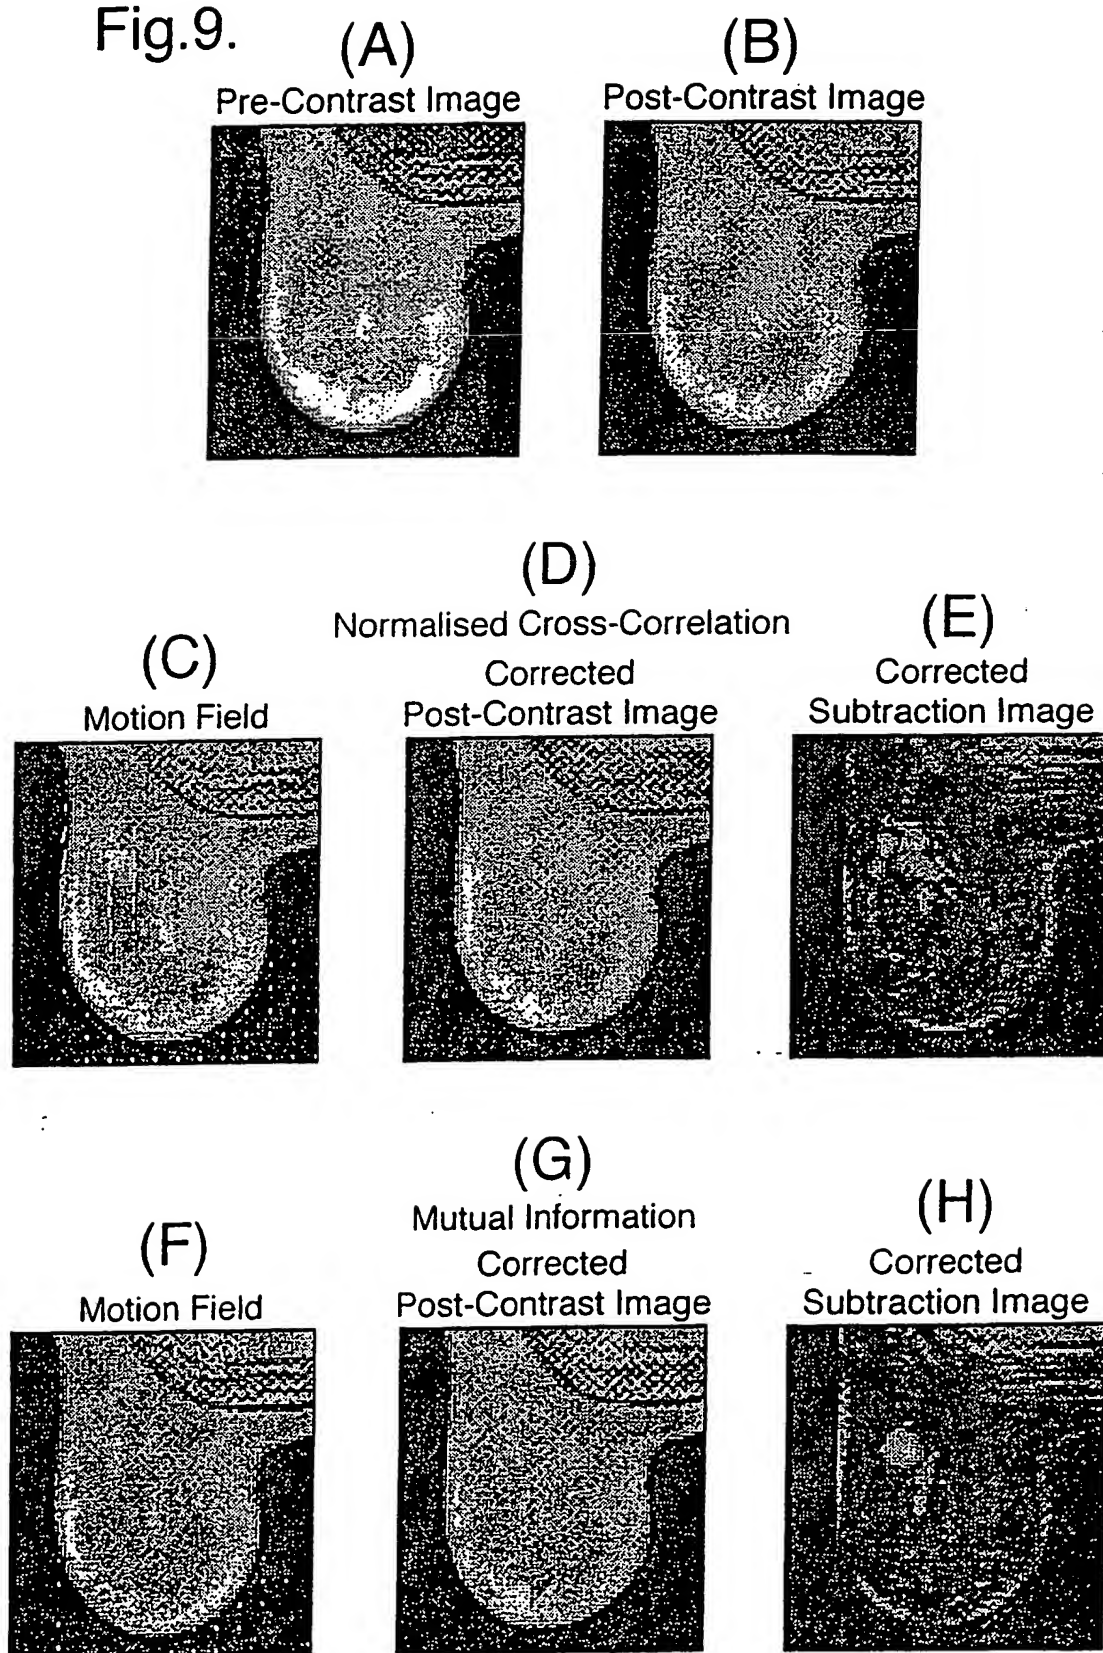 Fig.9.
(A)
Pre-Contrast Image
(B)
Post-Contrast Image
(C)
Motion Field
(D)
Normalised Cross-Correlation
Corrected
Post-Contrast Image
(E)
Corrected
Subtraction Image
(F)
Motion Field
(G)
Mutual Information
Corrected
Post-Contrast Image
(H)
Corrected
Subtraction Image